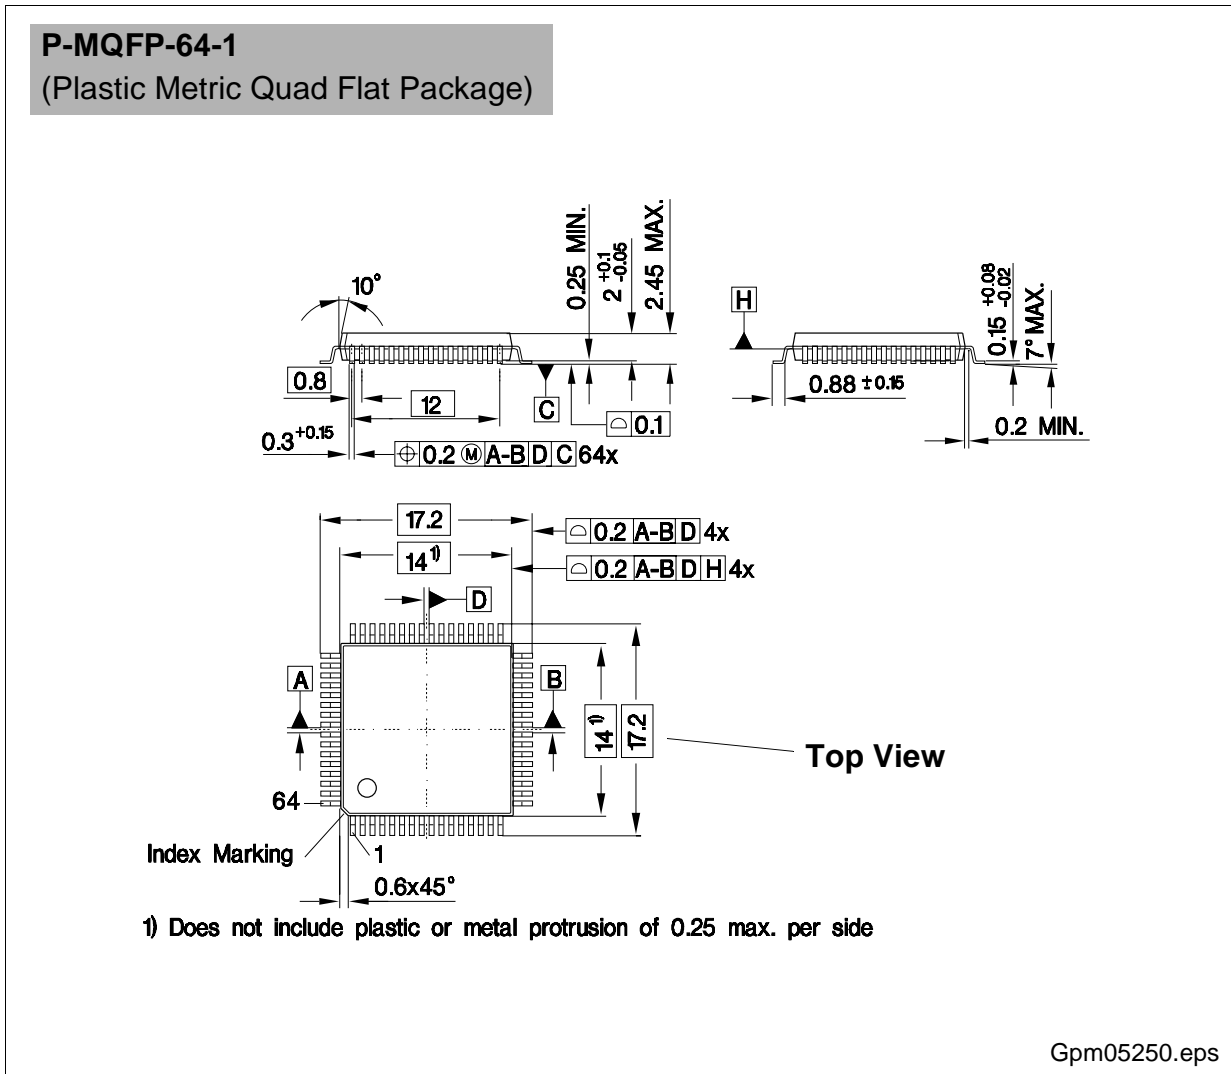 P-MQFP-64-1
(Plastic Metric Quad Flat Package)
10°
0.25 MIN.
2 +0.1 -0.05
2.45 MAX.
H
0.15 +0.08 -0.02
7° MAX.
0.8
12
C
⌓ 0.1
0.88 ±0.15
0.2 MIN.
0.3 +0.15
⌖ 0.2 Ⓜ A-B D C 64x
17.2
⌓ 0.2 A-B D 4x
14 1)
⌓ 0.2 A-B D H 4x
D
A
B
14 1)
17.2
Top View
64
Index Marking
1
0.6x45°
1) Does not include plastic or metal protrusion of 0.25 max. per side
Gpm05250.eps